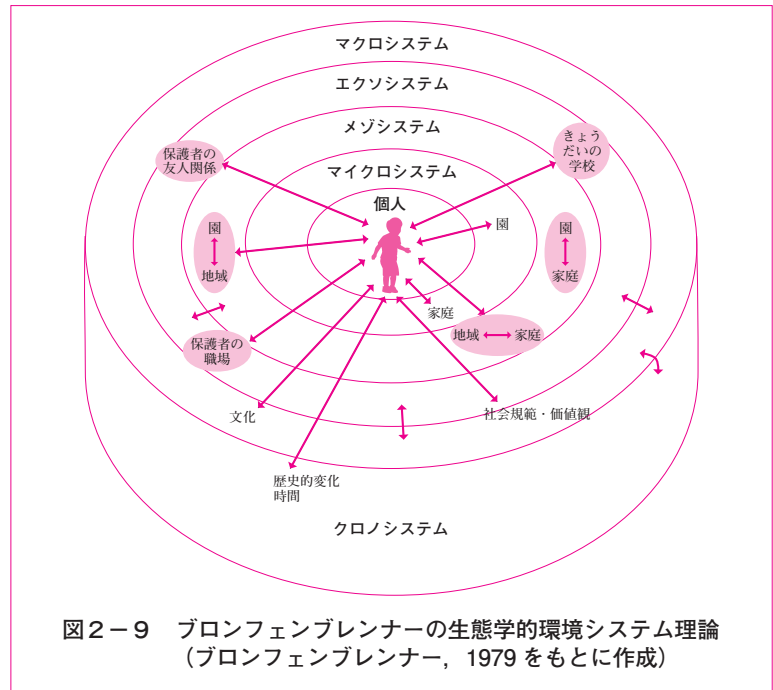 マクロシステム
エクソシステム
メゾシステム
マイクロシステム
個人
保護者の
友人関係
きょう
だいの
学校
園
園
地域
園
家庭
家庭
地域 家庭
保護者の
職場
文化
社会規範・価値観
歴史的変化
時間
クロノシステム
図2－9 ブロンフェンブレンナーの生態学的環境システム理論
（ブロンフェンブレンナー，1979をもとに作成）